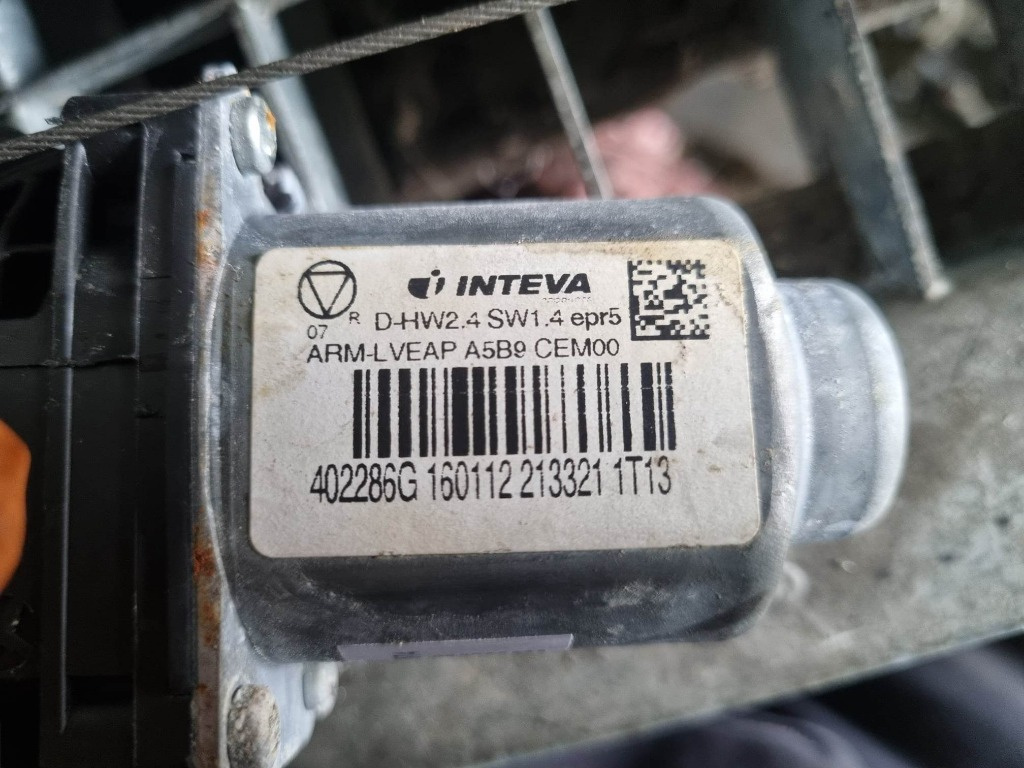 INTEVA
07 R D-HW2.4 SW1.4 epr5
ARM-LVEAP A5B9 CEM00
402286G 160112 213321 1T13